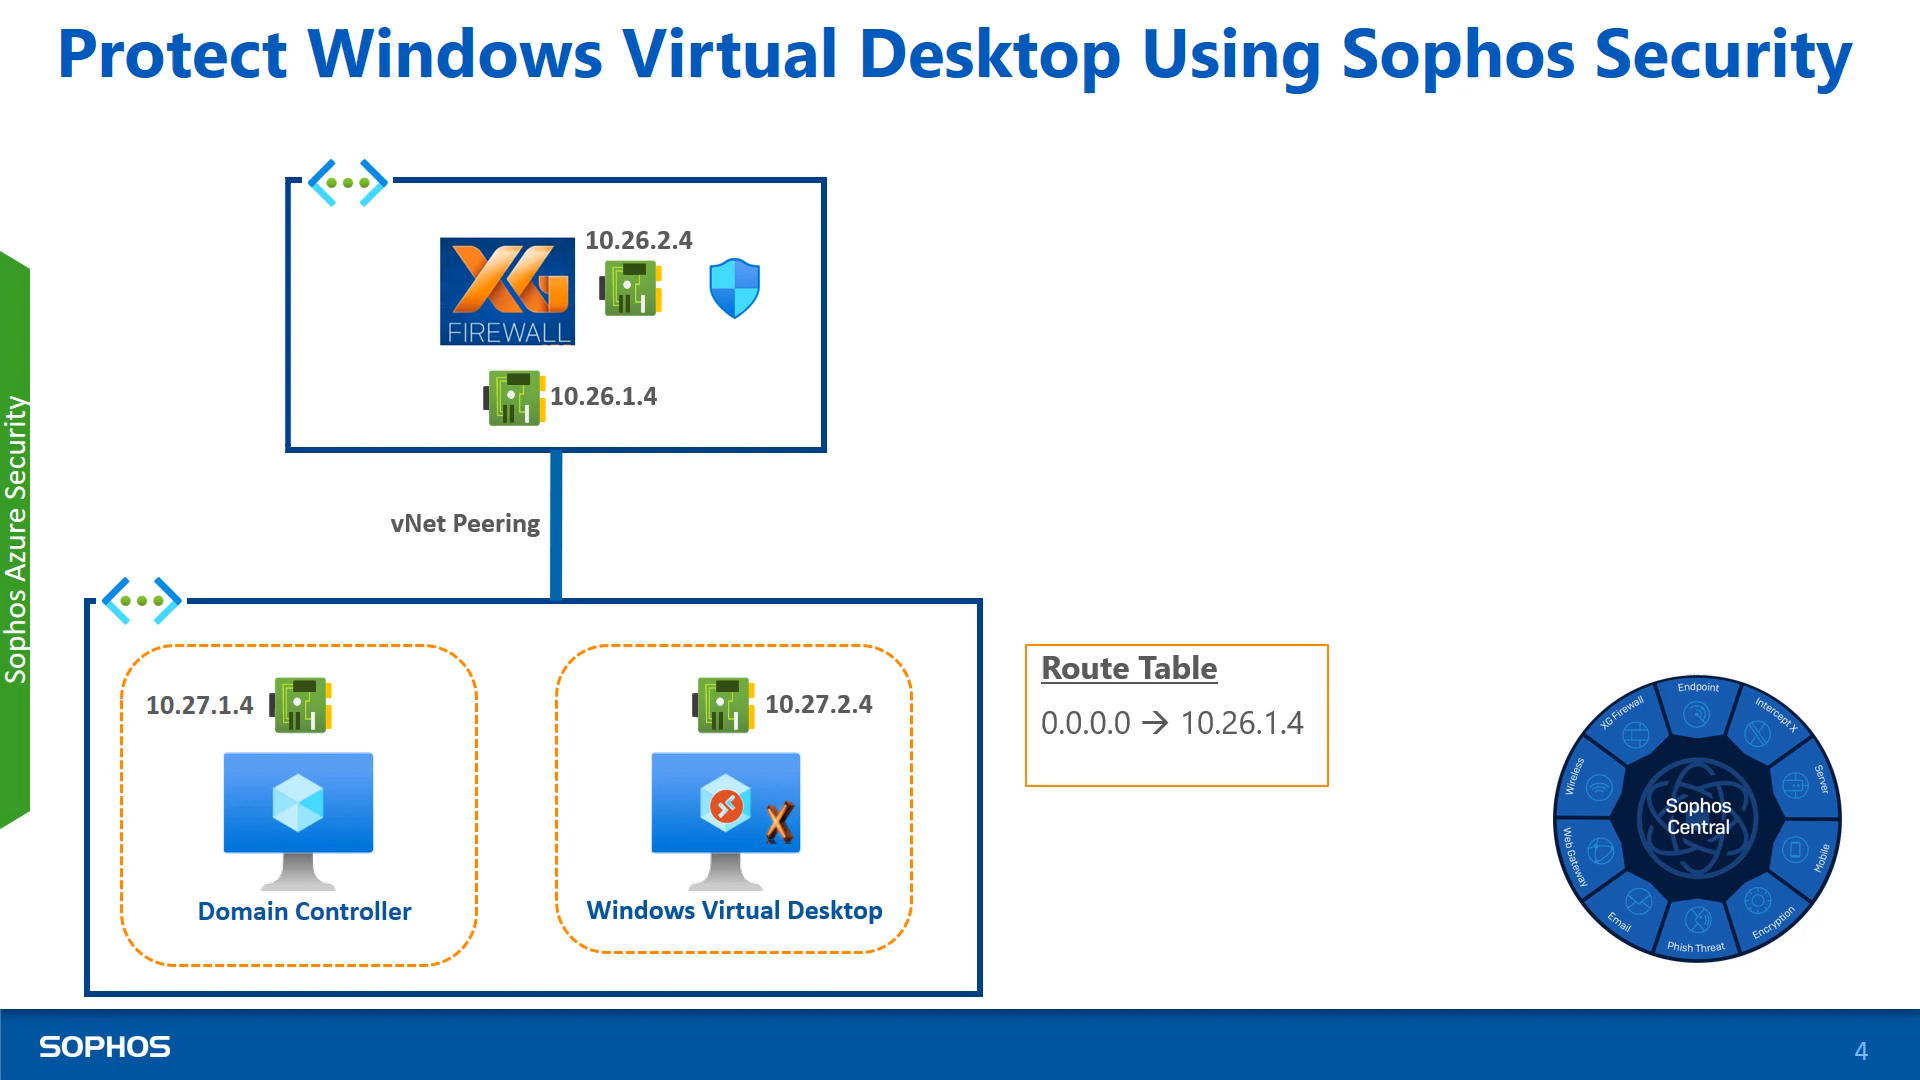 Protect Windows Virtual Desktop Using Sophos Security
Sophos Azure Security
10.26.2.4
XG
FIREWALL
10.26.1.4
vNet Peering
10.27.1.4
Domain Controller
10.27.2.4
X
Windows Virtual Desktop
Route Table
0.0.0.0 → 10.26.1.4
Sophos
Central
Endpoint
Intercept X
Server
Mobile
Encryption
Phish Threat
Email
Web Gateway
Wireless
XG Firewall
SOPHOS
4